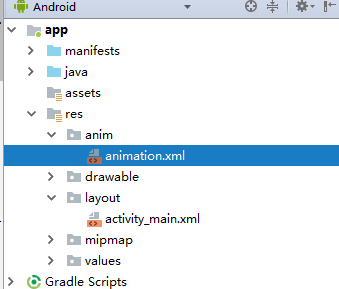 Android
app
manifests
java
assets
res
anim
animation.xml
drawable
layout
activity_main.xml
mipmap
values
Gradle Scripts